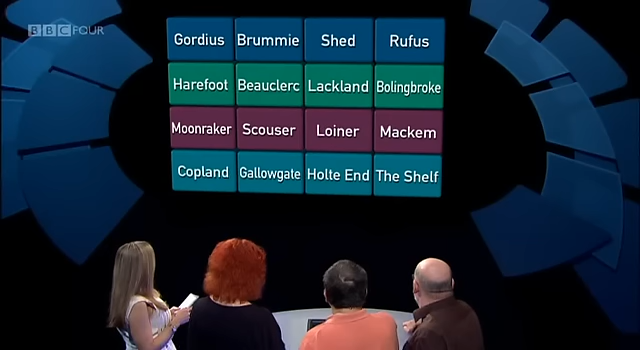 BBC FOUR
Gordius Brummie Shed Rufus
Harefoot Beauclerc Lackland Bolingbroke
Moonraker Scouser Loiner Mackem
Copland Gallowgate Holte End The Shelf